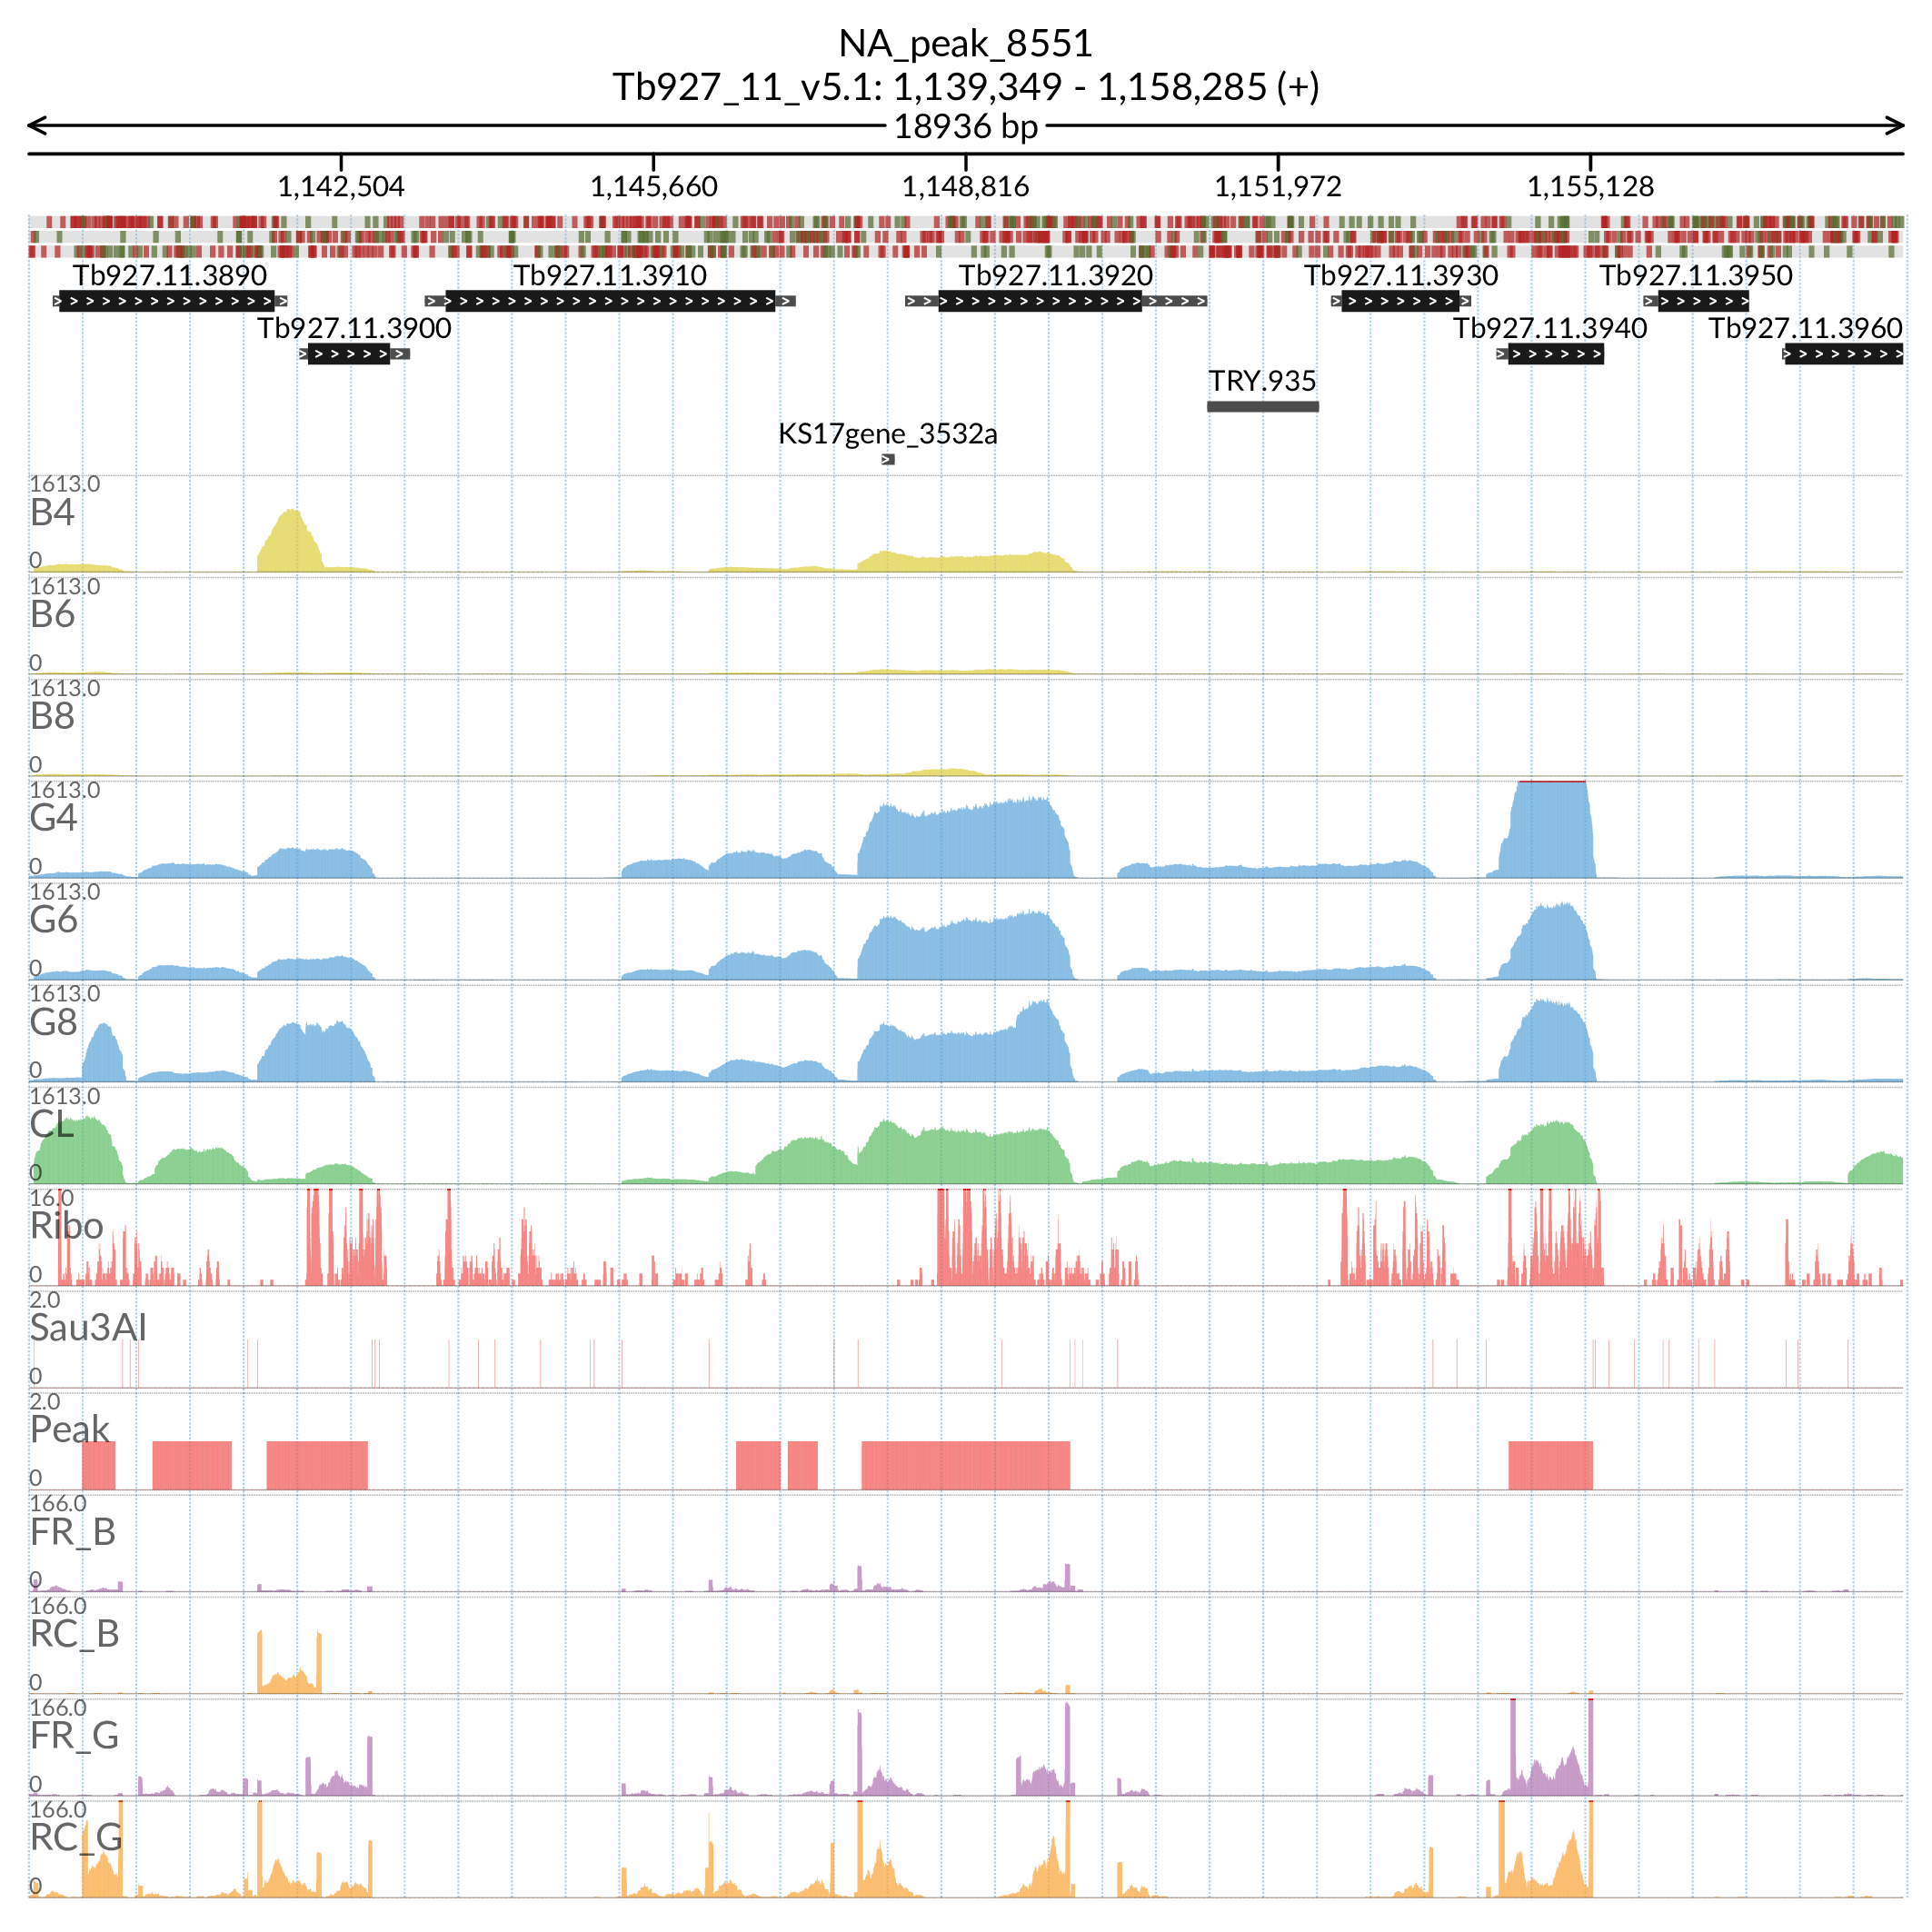 NA_peak_8551
Tb927_11_v5.1: 1,139,349 - 1,158,285 (+)
18936 bp
1,142,504 1,145,660 1,148,816 1,151,972 1,155,128
Tb927.11.3890 Tb927.11.3910 Tb927.11.3920 Tb927.11.3930 Tb927.11.3950
Tb927.11.3900 Tb927.11.3940 Tb927.11.3960
TRY.935
KS17gene_3532a
1613.0
B4
0
1613.0
B6
0
1613.0
B8
0
1613.0
G4
0
1613.0
G6
0
1613.0
G8
0
1613.0
CL
0
16.0
Ribo
0
2.0
Sau3AI
0
2.0
Peak
0
166.0
FR_B
0
166.0
RC_B
0
166.0
FR_G
0
166.0
RC_G
0